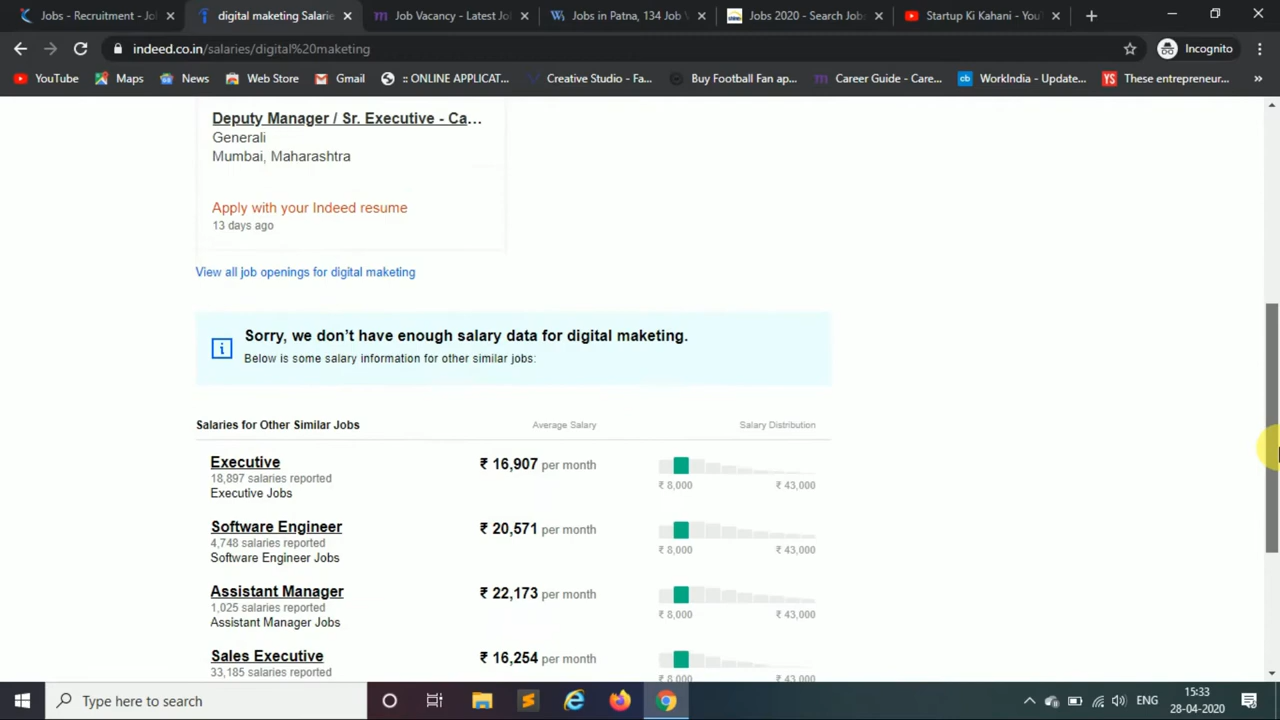 Jobs - Recruitment - Jo
digital maketing Salarie
Job Vacancy - Latest Jo
Jobs in Patna, 134 Job V
Jobs 2020 - Search Jobs
Startup Ki Kahani - YouT
indeed.co.in/salaries/digital%20maketing
Incognito
YouTube
Maps
News
Web Store
Gmail
:: ONLINE APPLICAT...
Creative Studio - Fa...
Buy Football Fan ap...
Career Guide - Care...
WorkIndia - Update...
These entrepreneur...
Deputy Manager / Sr. Executive - Ca...
Generali
Mumbai, Maharashtra
Apply with your Indeed resume
13 days ago
View all job openings for digital maketing
Sorry, we don't have enough salary data for digital maketing.
Below is some salary information for other similar jobs:
Salaries for Other Similar Jobs Average Salary Salary Distribution
Executive ₹ 16,907 per month
18,897 salaries reported ₹ 8,000 ₹ 43,000
Executive Jobs
Software Engineer ₹ 20,571 per month
4,748 salaries reported ₹ 8,000 ₹ 43,000
Software Engineer Jobs
Assistant Manager ₹ 22,173 per month
1,025 salaries reported ₹ 8,000 ₹ 43,000
Assistant Manager Jobs
Sales Executive ₹ 16,254 per month
33,185 salaries reported ₹ 8,000 ₹ 43,000
Type here to search
ENG
15:33
28-04-2020